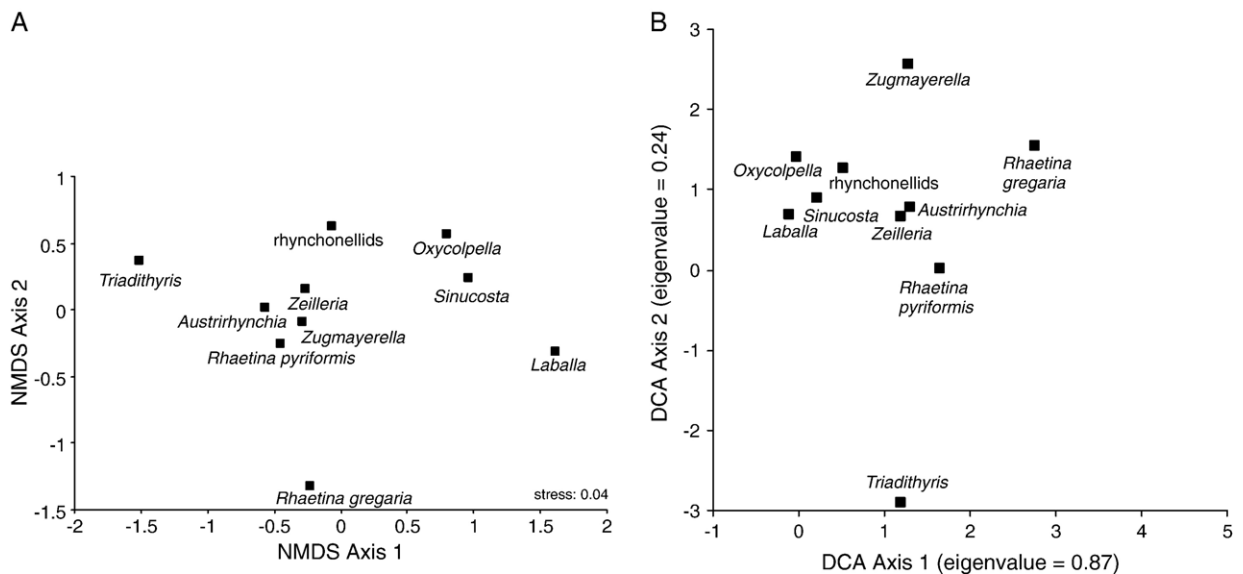 A
1
0.5
0
-0.5
-1
-1.5
-2
-1.5
-1
-0.5
0
0.5
1
1.5
2
NMDS Axis 2
NMDS Axis 1
rhynchonellids
Oxycolpella
Triadithyris
Sinucosta
Zeilleria
Austrirhynchia
Zugmayerella
Rhaetina pyriformis
Laballa
Rhaetina gregaria
stress: 0.04
B
3
2
1
0
-1
-2
-3
-1
0
1
2
3
4
5
DCA Axis 2 (eigenvalue = 0.24)
DCA Axis 1 (eigenvalue = 0.87)
Zugmayerella
Oxycolpella
rhynchonellids
Rhaetina
gregaria
Sinucosta
Austrirhynchia
Laballa
Zeilleria
Rhaetina
pyriformis
Triadithyris